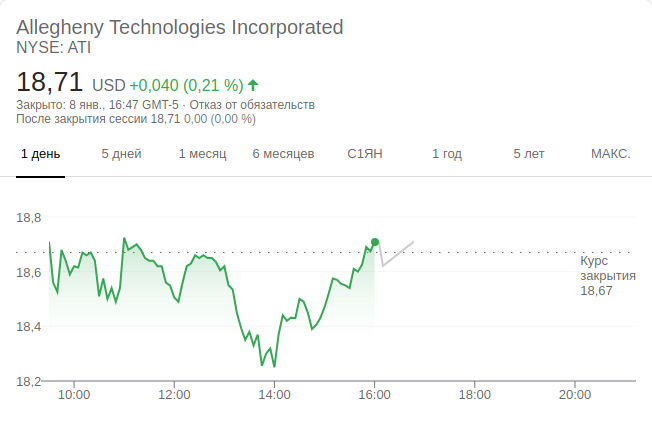 Allegheny Technologies Incorporated
NYSE: ATI
18,71 USD +0,040 (0,21 %)
Закрыто: 8 янв., 16:47 GMT-5 · Отказ от обязательств
После закрытия сессии 18,71 0,00 (0,00 %)
1 день 5 дней 1 месяц 6 месяцев С1ЯН 1 год 5 лет МАКС.
18,8
18,6
18,4
18,2
Курс
закрытия
18,67
10:00 12:00 14:00 16:00 18:00 20:00